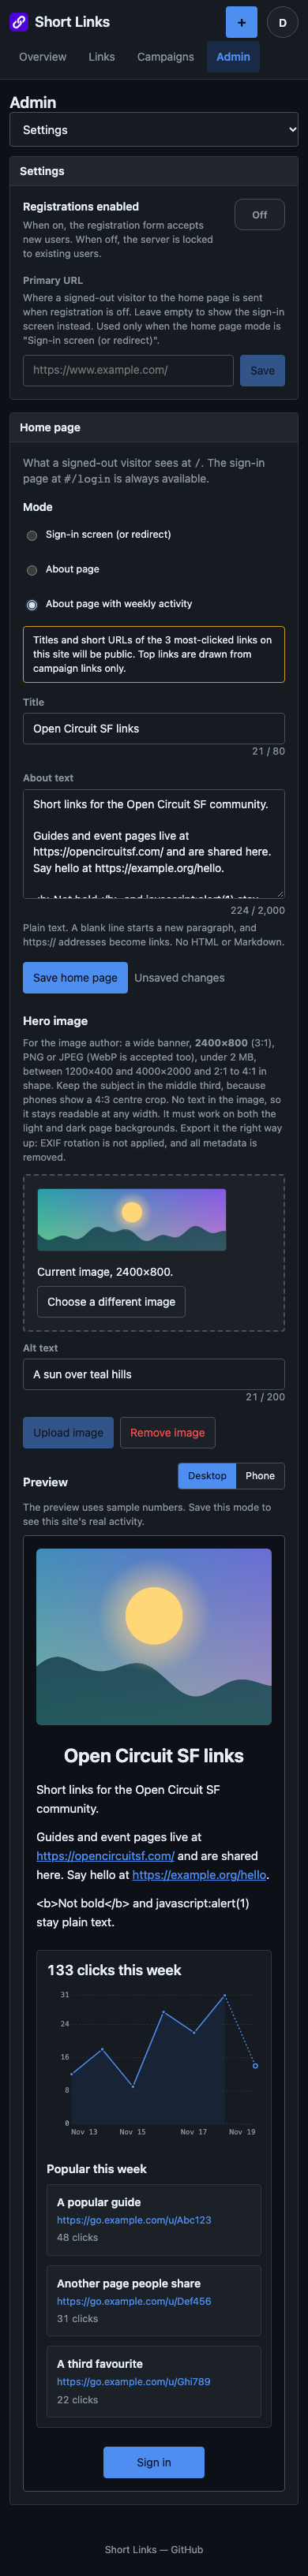 Short Links
+
D
Overview
Links
Campaigns
Admin
Admin
Settings
Settings
Registrations enabled
When on, the registration form accepts
new users. When off, the server is locked
to existing users.
Off
Primary URL
Where a signed-out visitor to the home page is sent
when registration is off. Leave empty to show the sign-in
screen instead. Used only when the home page mode is
"Sign-in screen (or redirect)".
https://www.example.com/
Save
Home page
What a signed-out visitor sees at /. The sign-in
page at #/login is always available.
Mode
Sign-in screen (or redirect)
About page
About page with weekly activity
Titles and short URLs of the 3 most-clicked links on
this site will be public. Top links are drawn from
campaign links only.
Title
Open Circuit SF links
21 / 80
About text
Short links for the Open Circuit SF community.
Guides and event pages live at
https://opencircuitsf.com/ and are shared here.
Say hello at https://example.org/hello.
<b>Not bold</b> and javascript:alert(1) stay
224 / 2,000
Plain text. A blank line starts a new paragraph, and
https:// addresses become links. No HTML or Markdown.
Save home page
Unsaved changes
Hero image
For the image author: a wide banner, 2400×800 (3:1),
PNG or JPEG (WebP is accepted too), under 2 MB,
between 1200×400 and 4000×2000 and 2:1 to 4:1 in
shape. Keep the subject in the middle third, because
phones show a 4:3 centre crop. No text in the image, so
it stays readable at any width. It must work on both the
light and dark page backgrounds. Export it the right way
up: EXIF rotation is not applied, and all metadata is
removed.
Current image, 2400×800.
Choose a different image
Alt text
A sun over teal hills
21 / 200
Upload image
Remove image
Preview
Desktop
Phone
The preview uses sample numbers. Save this mode to
see this site's real activity.
Open Circuit SF links
Short links for the Open Circuit SF
community.
Guides and event pages live at
https://opencircuitsf.com/ and are shared
here. Say hello at https://example.org/hello.
<b>Not bold</b> and javascript:alert(1)
stay plain text.
133 clicks this week
31
24
16
8
0
Nov 13
Nov 15
Nov 17
Nov 19
Popular this week
A popular guide
https://go.example.com/u/Abc123
48 clicks
Another page people share
https://go.example.com/u/Def456
31 clicks
A third favourite
https://go.example.com/u/Ghi789
22 clicks
Sign in
Short Links — GitHub